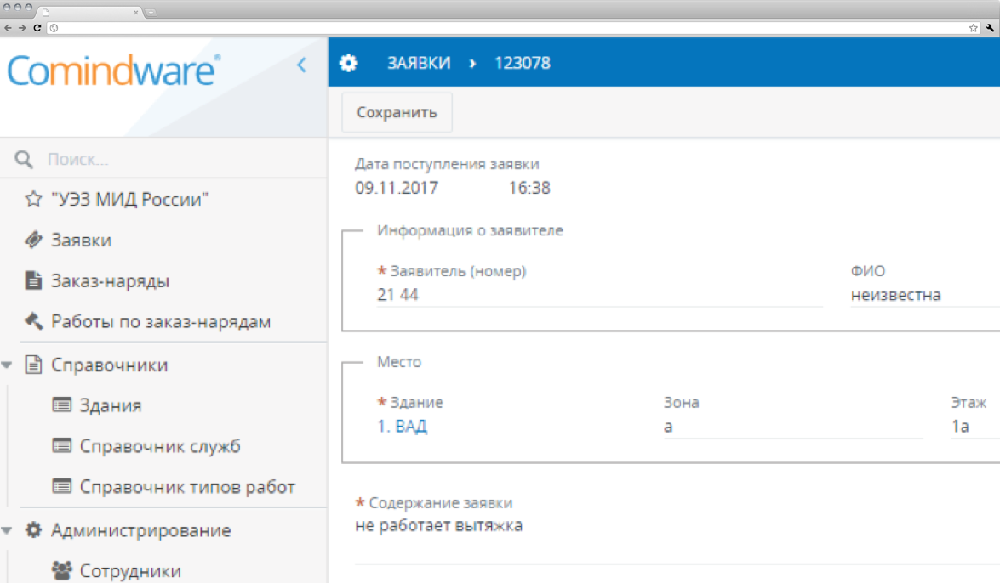 Comindware®
ЗАЯВКИ › 123078
Сохранить
Поиск...
"УЭЗ МИД России"
Заявки
Заказ-наряды
Работы по заказ-нарядам
Справочники
Здания
Справочник служб
Справочник типов работ
Администрирование
Сотрудники
Дата поступления заявки
09.11.2017 16:38
Информация о заявителе
* Заявитель (номер) ФИО
21 44 неизвестна
Место
* Здание Зона Этаж
1. ВАД а 1а
* Содержание заявки
не работает вытяжка